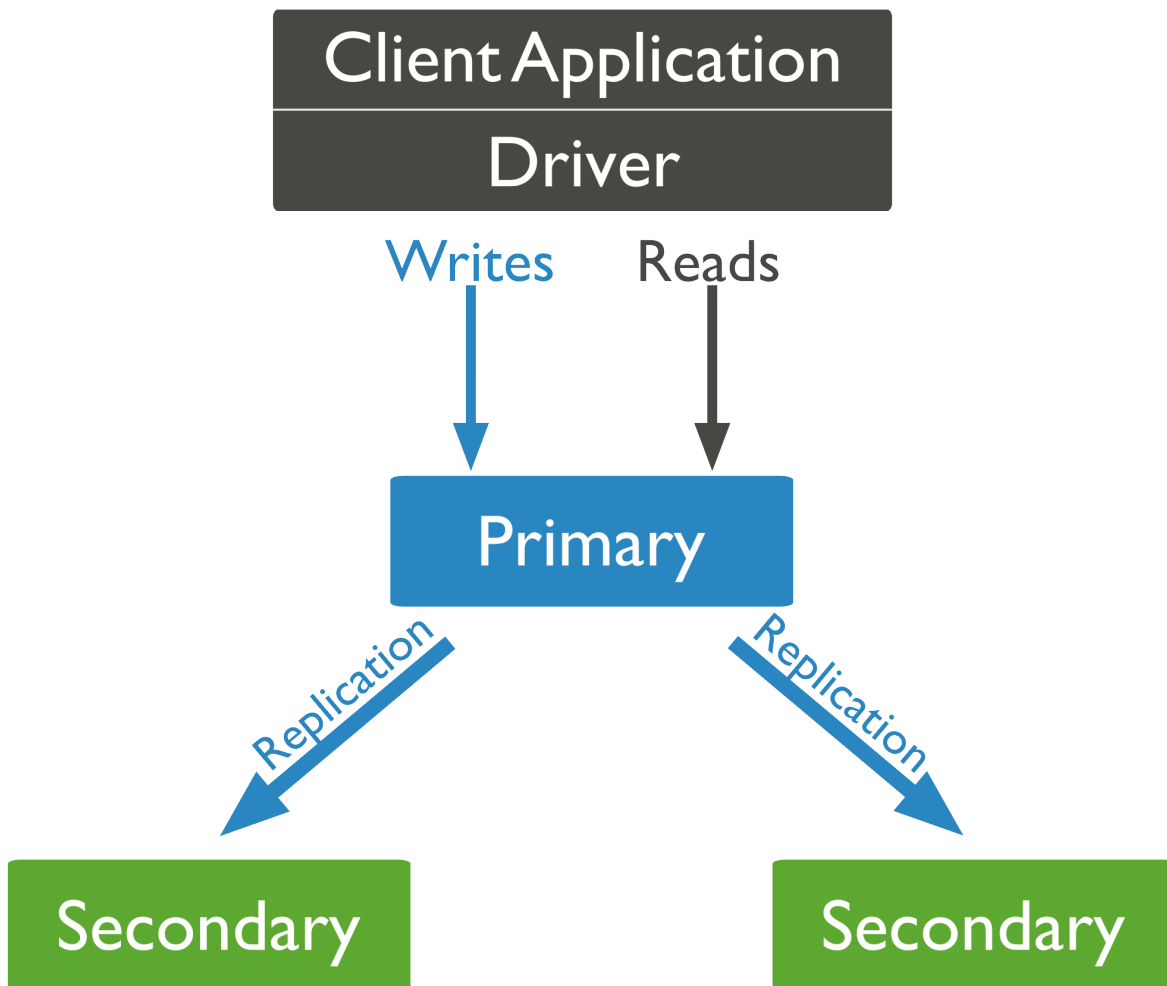 Client Application
Driver
Writes
Reads
Primary
Replication
Replication
Secondary
Secondary